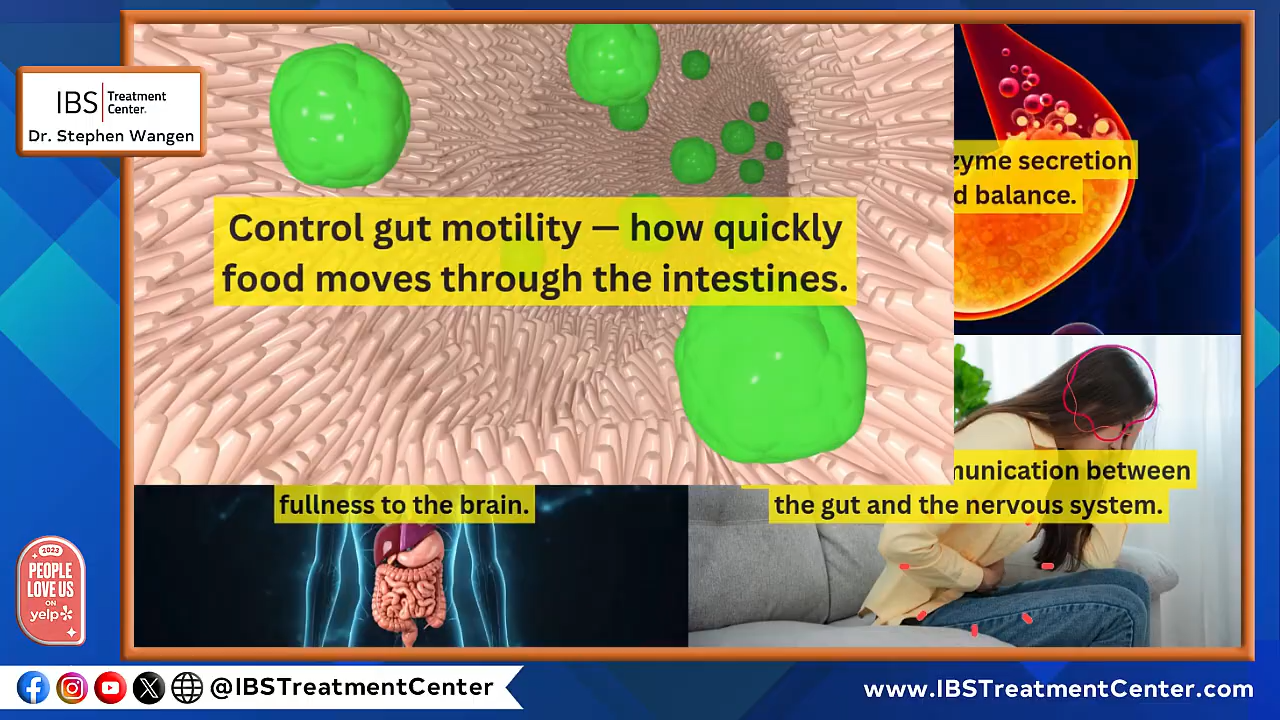 IBS Treatment
Center.
Dr. Stephen Wangen
Control gut motility — how quickly
food moves through the intestines.
secretion
balance.
fullness to the brain.
between
the gut and the nervous system.
2023
PEOPLE
LOVE US
ON
yelp
@IBSTreatmentCenter
www.IBSTreatmentCenter.com